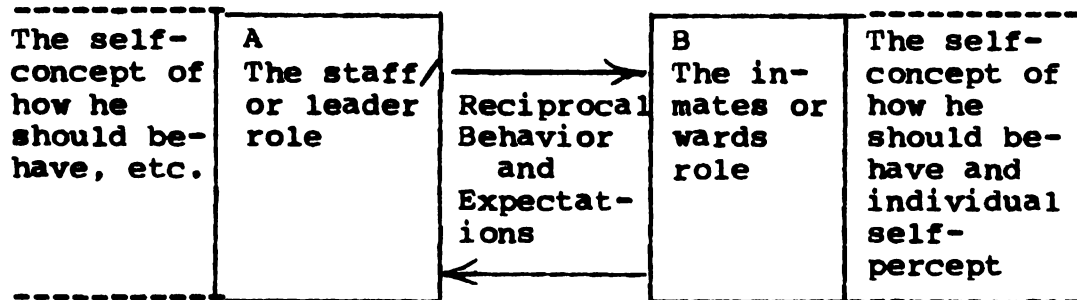 The self-
concept of
how he
should be-
have, etc.
A
The staff
or leader
role
Reciprocal
Behavior
and
Expectat-
ions
B
The in-
mates or
wards
role
The self-
concept of
how he
should be-
have and
individual
self-
percept